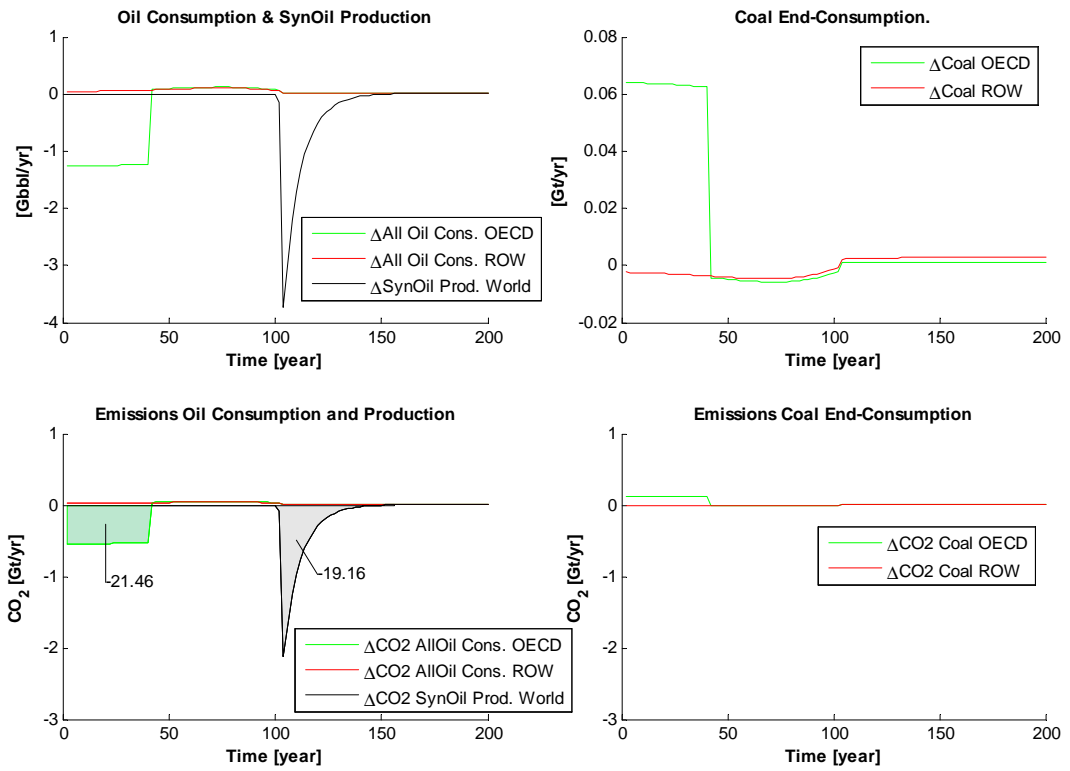 Oil Consumption & SynOil Production
1
0
-1
-2
-3
-4
[Gbbl/yr]
ΔAll Oil Cons. OECD
ΔAll Oil Cons. ROW
ΔSynOil Prod. World
0 50 100 150 200
Time [year]
Coal End-Consumption.
0.08
0.06
0.04
0.02
0
-0.02
[Gt/yr]
ΔCoal OECD
ΔCoal ROW
0 50 100 150 200
Time [year]
Emissions Oil Consumption and Production
1
0
-1
-2
-3
CO2 [Gt/yr]
-21.46
-19.16
ΔCO2 AllOil Cons. OECD
ΔCO2 AllOil Cons. ROW
ΔCO2 SynOil Prod. World
0 50 100 150 200
Time [year]
Emissions Coal End-Consumption
1
0
-1
-2
-3
CO2 [Gt/yr]
ΔCO2 Coal OECD
ΔCO2 Coal ROW
0 50 100 150 200
Time [year]